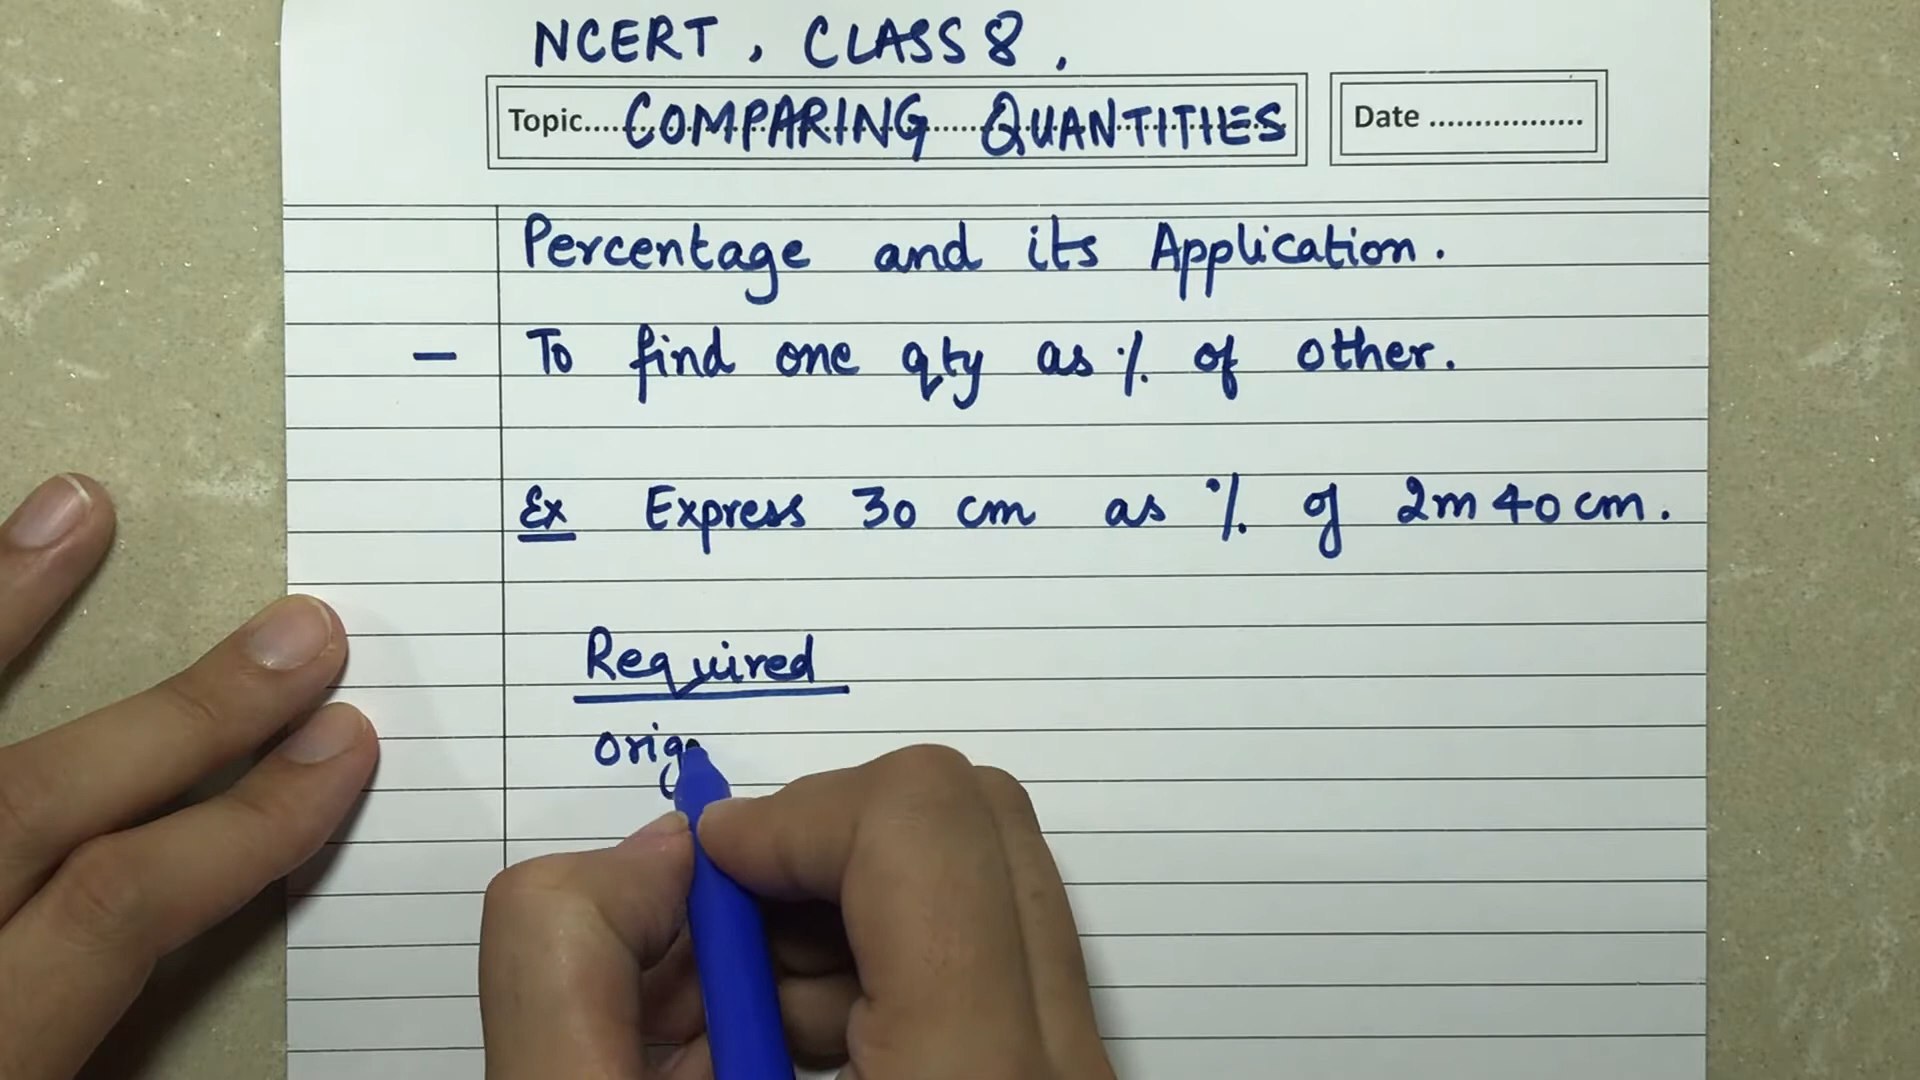 NCERT, CLASS 8,
Topic.... COMPARING QUANTITIES
Date .................
Percentage and its Application.
— To find one qty as % of other.
Ex Express 30 cm as % of 2m 40 cm.
Required
orig